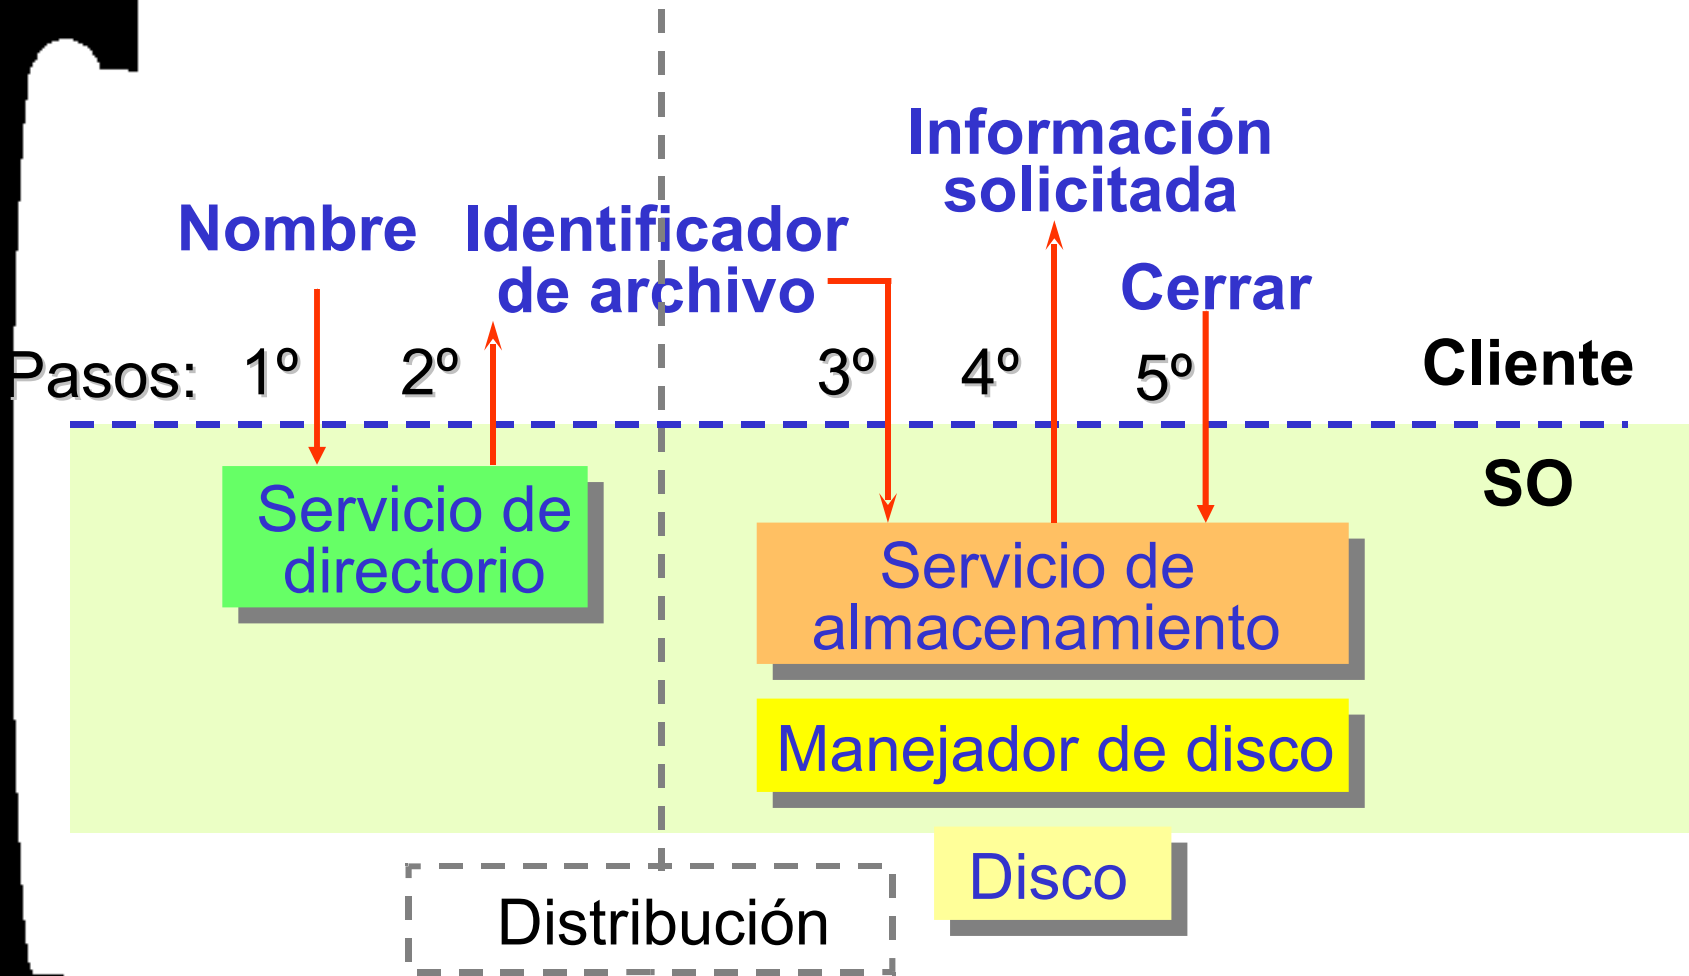 Información
solicitada
Nombre
Identificador
de archivo
Cerrar
Pasos: 1º 2º 3º 4º 5º
Cliente
SO
Servicio de
directorio
Servicio de
almacenamiento
Manejador de disco
Disco
Distribución